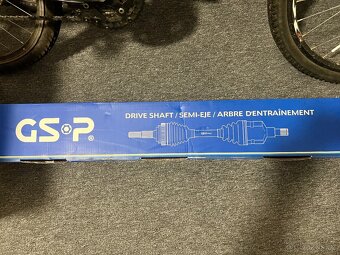 DRIVE SHAFT / SEMI-EJE / ARBRE D'ENTRAÎNEMENT
GSP®